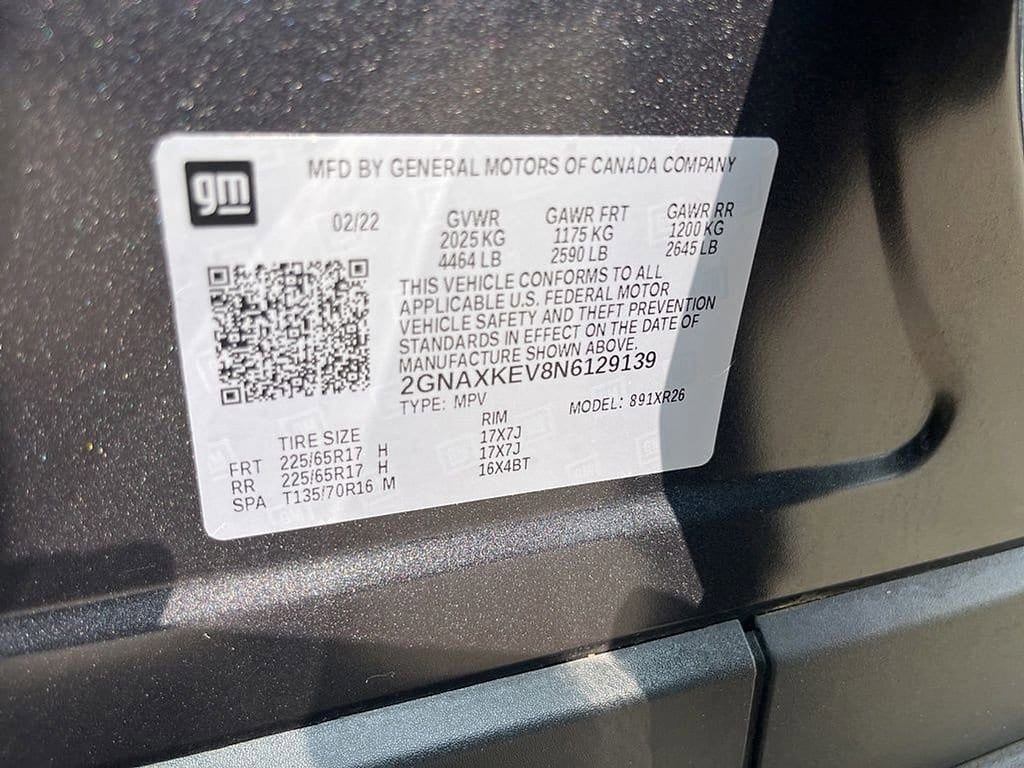 gm
MFD BY GENERAL MOTORS OF CANADA COMPANY
02/22 GVWR GAWR FRT GAWR RR
2025 KG 1175 KG 1200 KG
4464 LB 2590 LB 2645 LB
THIS VEHICLE CONFORMS TO ALL
APPLICABLE U.S. FEDERAL MOTOR
VEHICLE SAFETY AND THEFT PREVENTION
STANDARDS IN EFFECT ON THE DATE OF
MANUFACTURE SHOWN ABOVE.
2GNAXKEV8N6129139
TYPE: MPV MODEL: 891XR26
TIRE SIZE RIM
FRT 225/65R17 H 17X7J
RR 225/65R17 H 17X7J
SPA T135/70R16 M 16X4BT